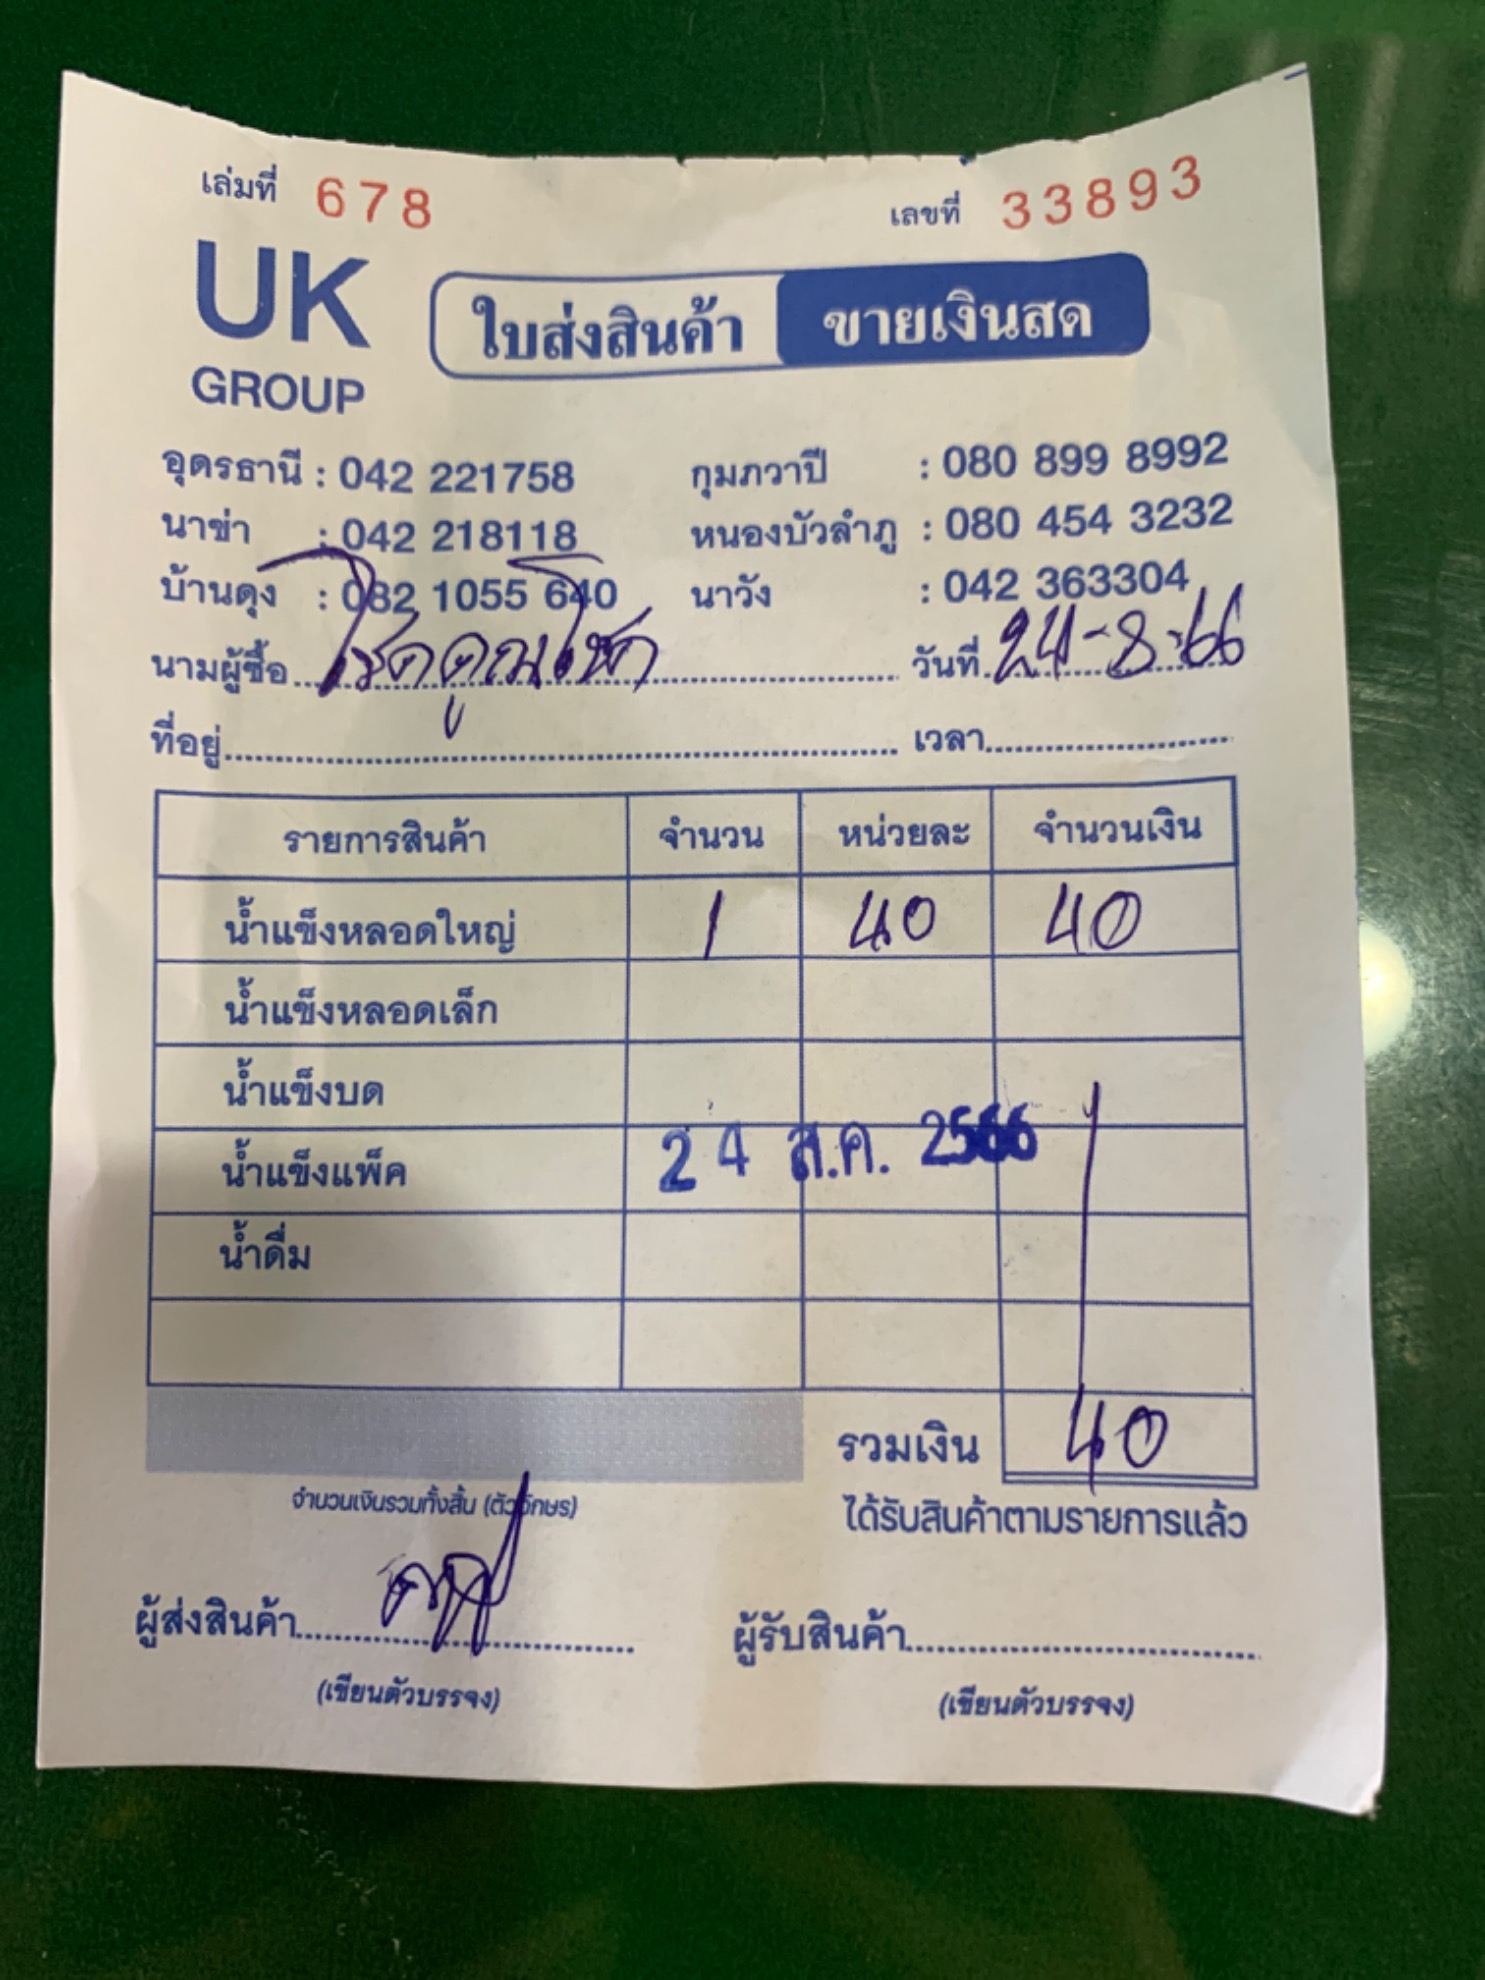 เล่มที่ 678 เลขที่ 33893
UK
GROUP
ใบส่งสินค้า ขายเงินสด
อุดรธานี : 042 221758 กุมภวาปี : 080 899 8992
นาข่า : 042 218118 หนองบัวลำภู : 080 454 3232
บ้านดุง : 082 1055 640 นาวัง : 042 363304
นามผู้ซื้อ โชคคูณโชค วันที่ 24-8-66
ที่อยู่ เวลา
รายการสินค้า จำนวน หน่วยละ จำนวนเงิน
น้ำแข็งหลอดใหญ่ 1 40 40
น้ำแข็งหลอดเล็ก
น้ำแข็งบด
น้ำแข็งแพ็ค 24 ส.ค. 2566
น้ำดื่ม
รวมเงิน 40
จำนวนเงินรวมทั้งสิ้น (ตัวอักษร) ได้รับสินค้าตามรายการแล้ว
ผู้ส่งสินค้า ผู้รับสินค้า
(เขียนตัวบรรจง) (เขียนตัวบรรจง)